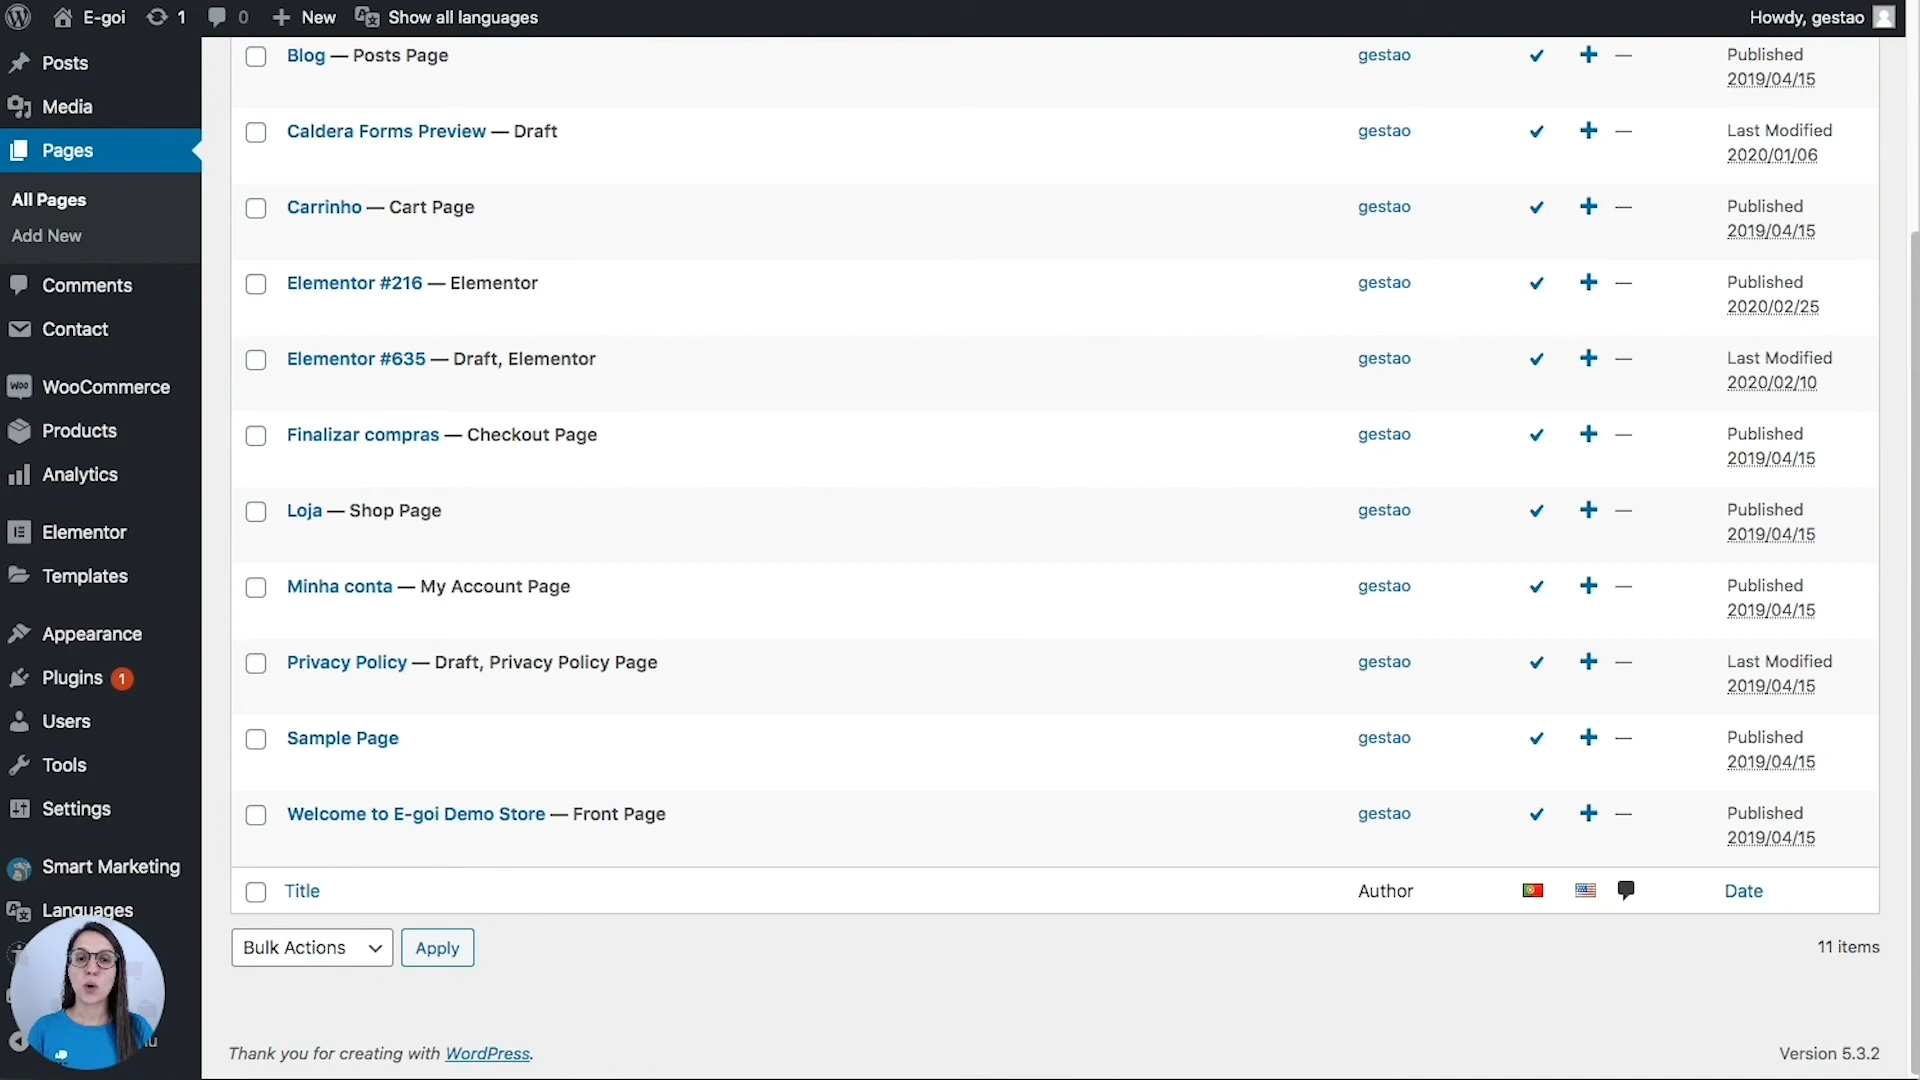 E-goi 1 0 New Show all languages Howdy, gestao
Posts
Media
Pages
All Pages
Add New
Comments
Contact
WooCommerce
Products
Analytics
Elementor
Templates
Appearance
Plugins 1
Users
Tools
Settings
Smart Marketing
Languages
Blog — Posts Page gestao — Published
2019/04/15
Caldera Forms Preview — Draft gestao — Last Modified
2020/01/06
Carrinho — Cart Page gestao — Published
2019/04/15
Elementor #216 — Elementor gestao — Published
2020/02/25
Elementor #635 — Draft, Elementor gestao — Last Modified
2020/02/10
Finalizar compras — Checkout Page gestao — Published
2019/04/15
Loja — Shop Page gestao — Published
2019/04/15
Minha conta — My Account Page gestao — Published
2019/04/15
Privacy Policy — Draft, Privacy Policy Page gestao — Last Modified
2019/04/15
Sample Page gestao — Published
2019/04/15
Welcome to E-goi Demo Store — Front Page gestao — Published
2019/04/15
Title Author Date
Bulk Actions Apply 11 items
Thank you for creating with WordPress. Version 5.3.2